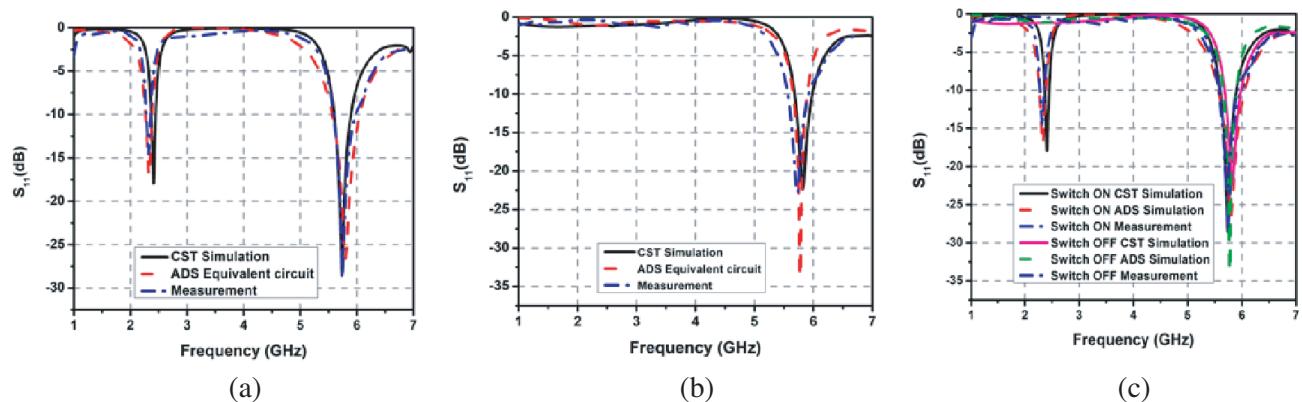 0
-5
-10
-15
-20
-25
-30
S11(dB)
CST Simulation
ADS Equivalent circuit
Measurement
1 2 3 4 5 6 7
Frequency (GHz)
(a)
0
-5
-10
-15
-20
-25
-30
-35
S11(dB)
CST Simulation
ADS Equivalent circuit
Measurement
1 2 3 4 5 6 7
Frequency (GHz)
(b)
0
-5
-10
-15
-20
-25
-30
-35
S11(dB)
Switch ON CST Simulation
Switch ON ADS Simulation
Switch ON Measurement
Switch OFF CST Simulation
Switch OFF ADS Simulation
Switch OFF Measurement
1 2 3 4 5 6 7
Frequency (GHz)
(c)